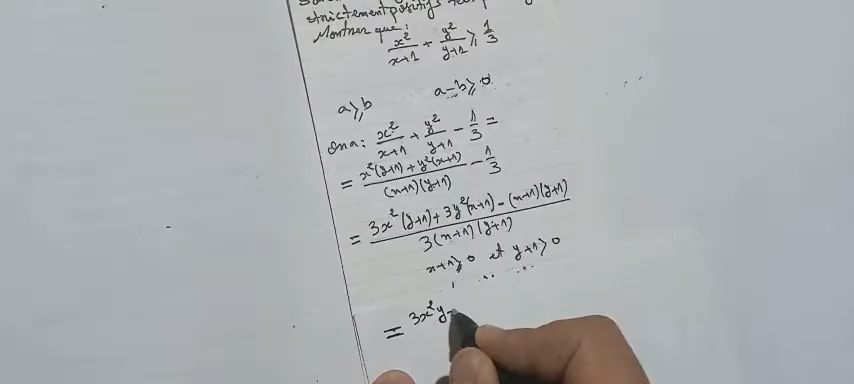 strictement positifs
Montrer que :
x²/(x+1) + y²/(y+1) ≥ 1/3
a ≥ b a-b ≥ 0
On a : x²/(x+1) + y²/(y+1) - 1/3 =
= (x²(y+1) + y²(x+1))/((x+1)(y+1)) - 1/3
= (3x²(y+1) + 3y²(x+1) - (x+1)(y+1))/(3(x+1)(y+1))
x+1 > 0 et y+1 > 0
= 3x²y